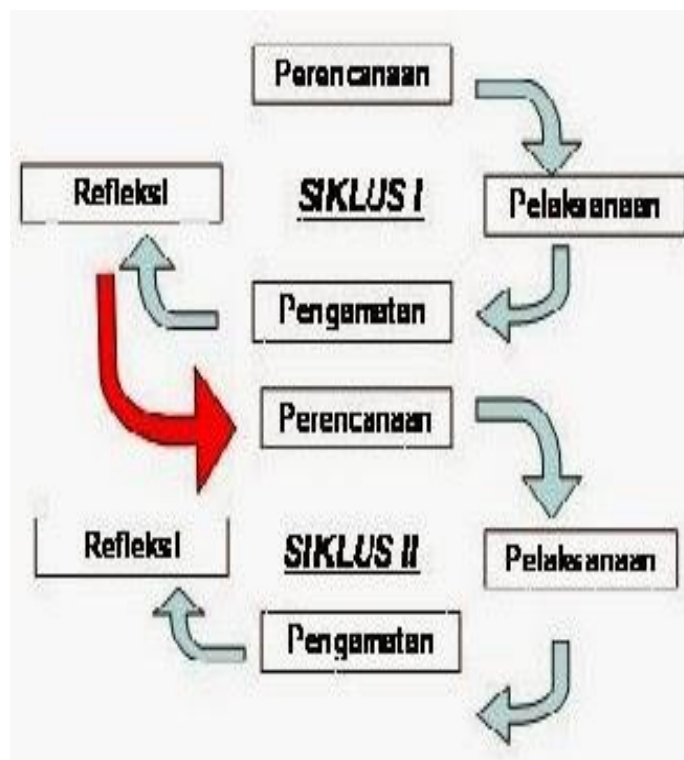 Perencanaan
Refleksi
SIKLUS I
Pelaksanaan
Pengamatan
Perencanaan
Refleksi
SIKLUS II
Pelaksanaan
Pengamatan